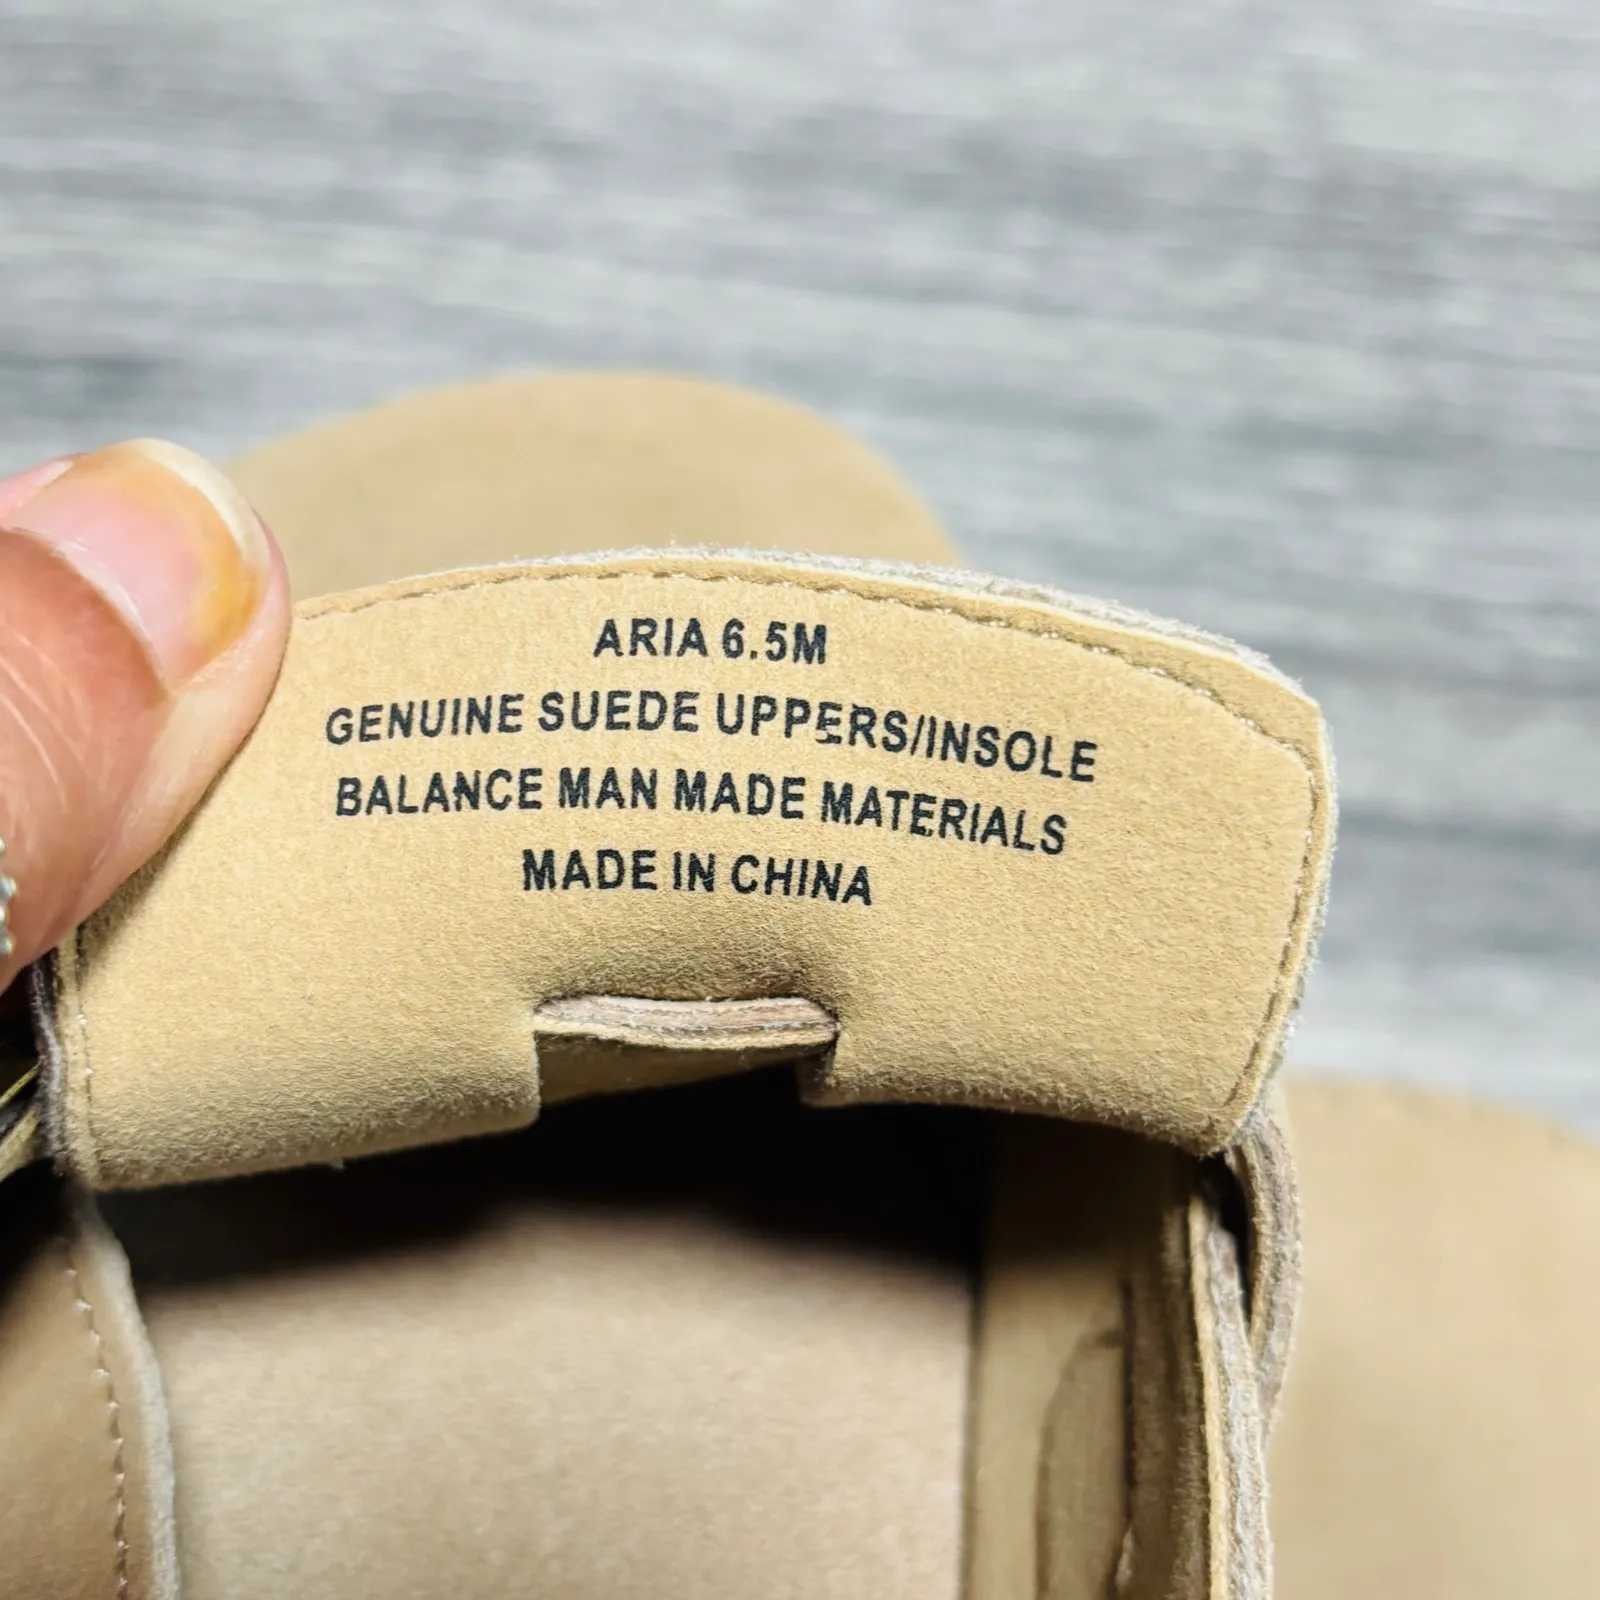 ARIA 6.5M
GENUINE SUEDE UPPERS/INSOLE
BALANCE MAN MADE MATERIALS
MADE IN CHINA